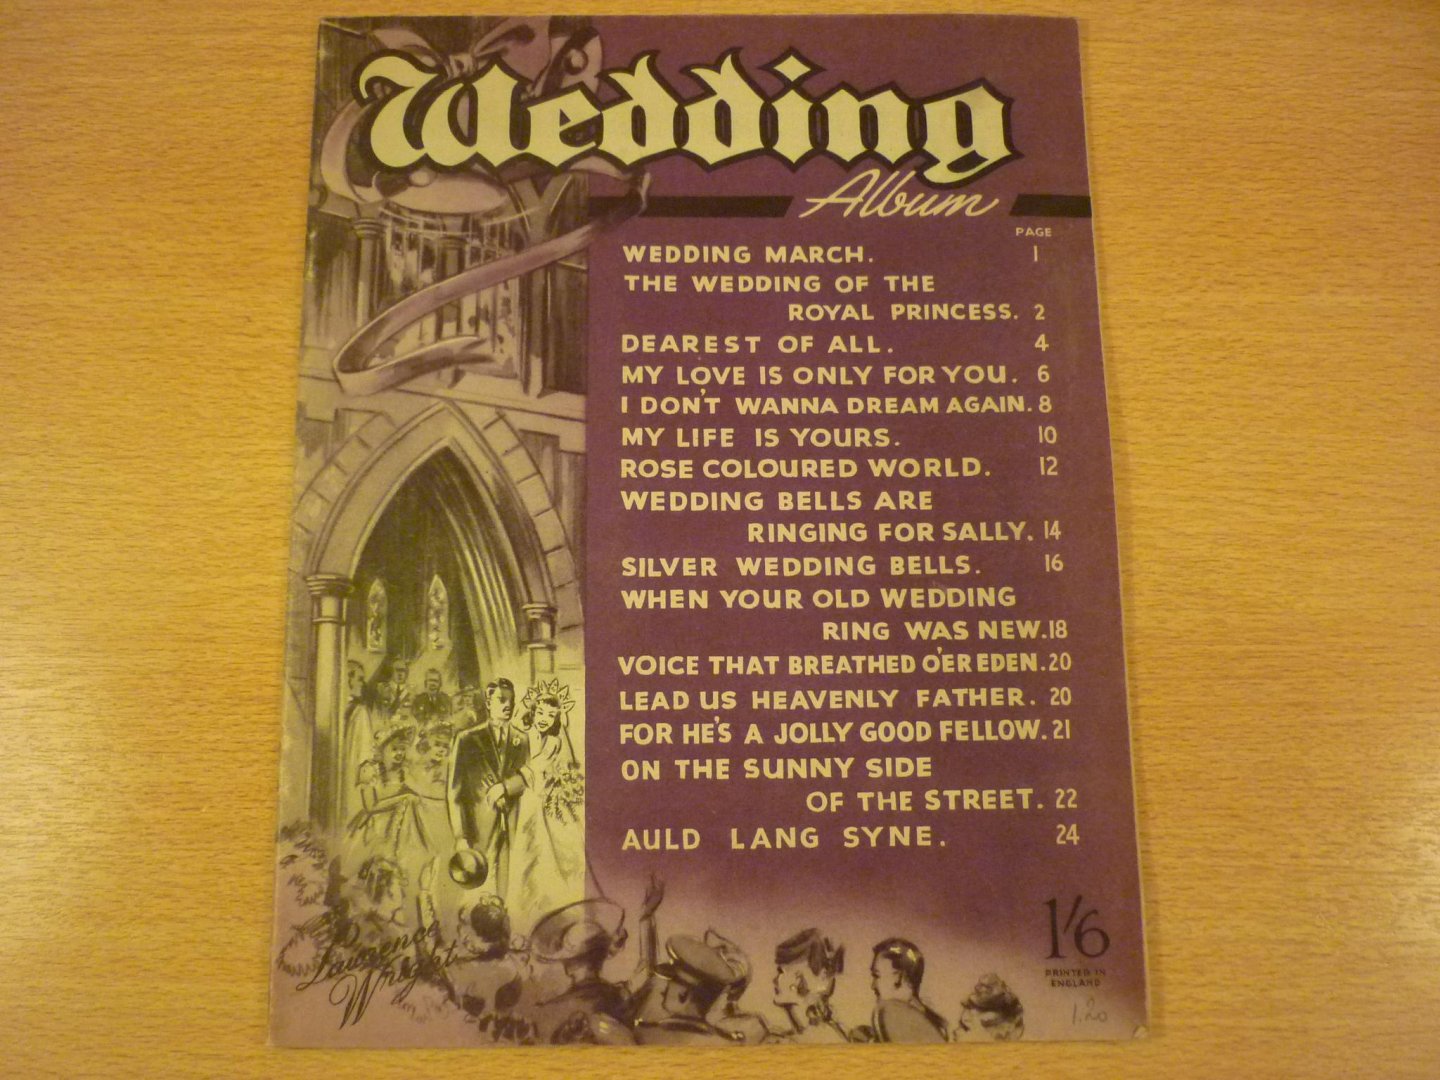 Wedding
Album
PAGE
WEDDING MARCH. 1
THE WEDDING OF THE
ROYAL PRINCESS. 2
DEAREST OF ALL. 4
MY LOVE IS ONLY FOR YOU. 6
I DON'T WANNA DREAM AGAIN. 8
MY LIFE IS YOURS. 10
ROSE COLOURED WORLD. 12
WEDDING BELLS ARE
RINGING FOR SALLY. 14
SILVER WEDDING BELLS. 16
WHEN YOUR OLD WEDDING
RING WAS NEW. 18
VOICE THAT BREATHED O'ER EDEN. 20
LEAD US HEAVENLY FATHER. 20
FOR HE'S A JOLLY GOOD FELLOW. 21
ON THE SUNNY SIDE
OF THE STREET. 22
AULD LANG SYNE. 24
Lawrence
Wright
1/6
PRINTED IN
ENGLAND
1.20